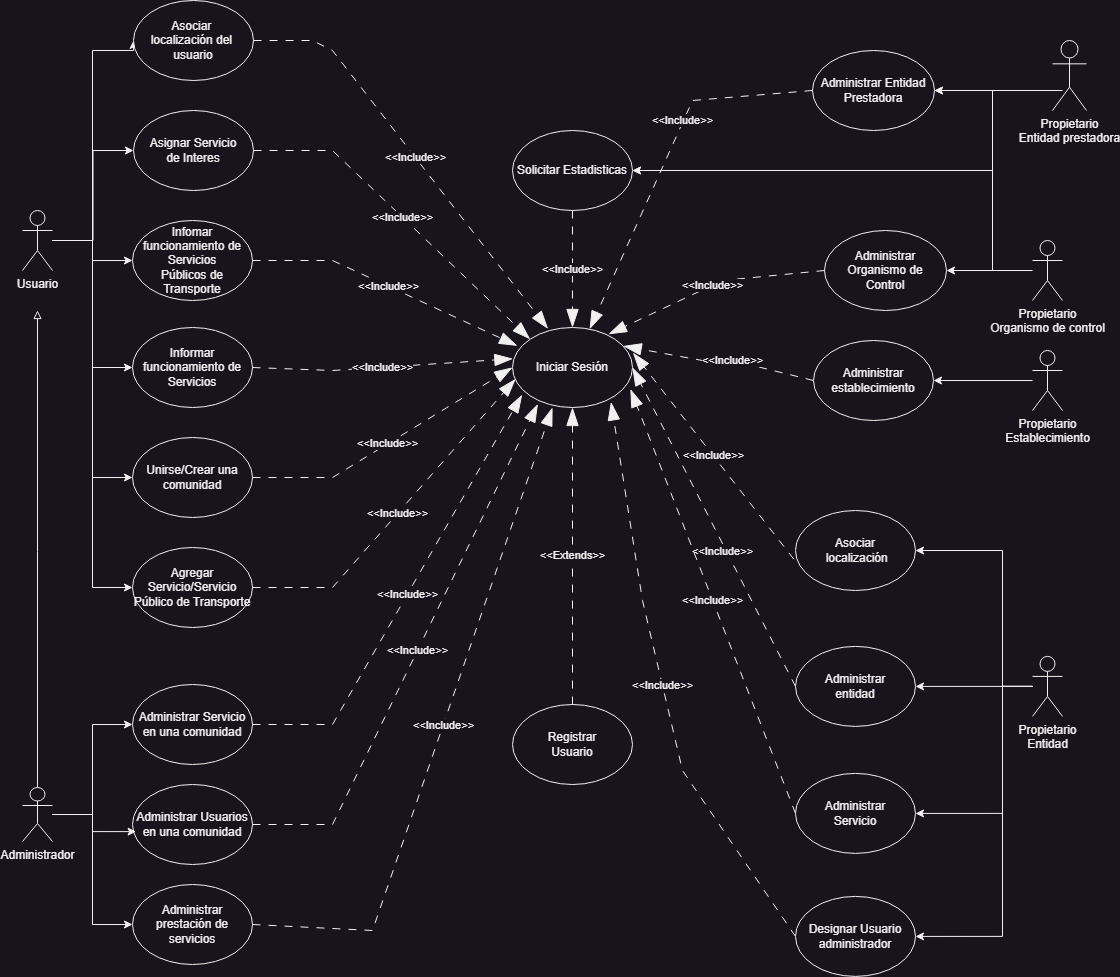 Asociar
localización del
usuario
Asignar Servicio
de Interes
Infomar
funcionamiento de
Servicios
Públicos de
Transporte
Informar
funcionamiento de
Servicios
Unirse/Crear una
comunidad
Agregar
Servicio/Servicio
Público de Transporte
Administrar Servicio
en una comunidad
Administrar Usuarios
en una comunidad
Administrar
prestación de
servicios
Usuario
Administrador
<<Include>>
<<Include>>
<<Include>>
<<Include>>
<<Include>>
<<Include>>
<<Include>>
<<Include>>
<<Include>>
Solicitar Estadisticas
<<Include>>
Iniciar Sesión
<<Extends>>
Registrar
Usuario
<<Include>>
<<Include>>
<<Include>>
<<Include>>
<<Include>>
<<Include>>
<<Include>>
Administrar Entidad
Prestadora
Administrar
Organismo de
Control
Administrar
establecimiento
Asociar
localización
Administrar
entidad
Administrar
Servicio
Designar Usuario
administrador
Propietario
Entidad prestadora
Propietario
Organismo de control
Propietario
Establecimiento
Propietario
Entidad